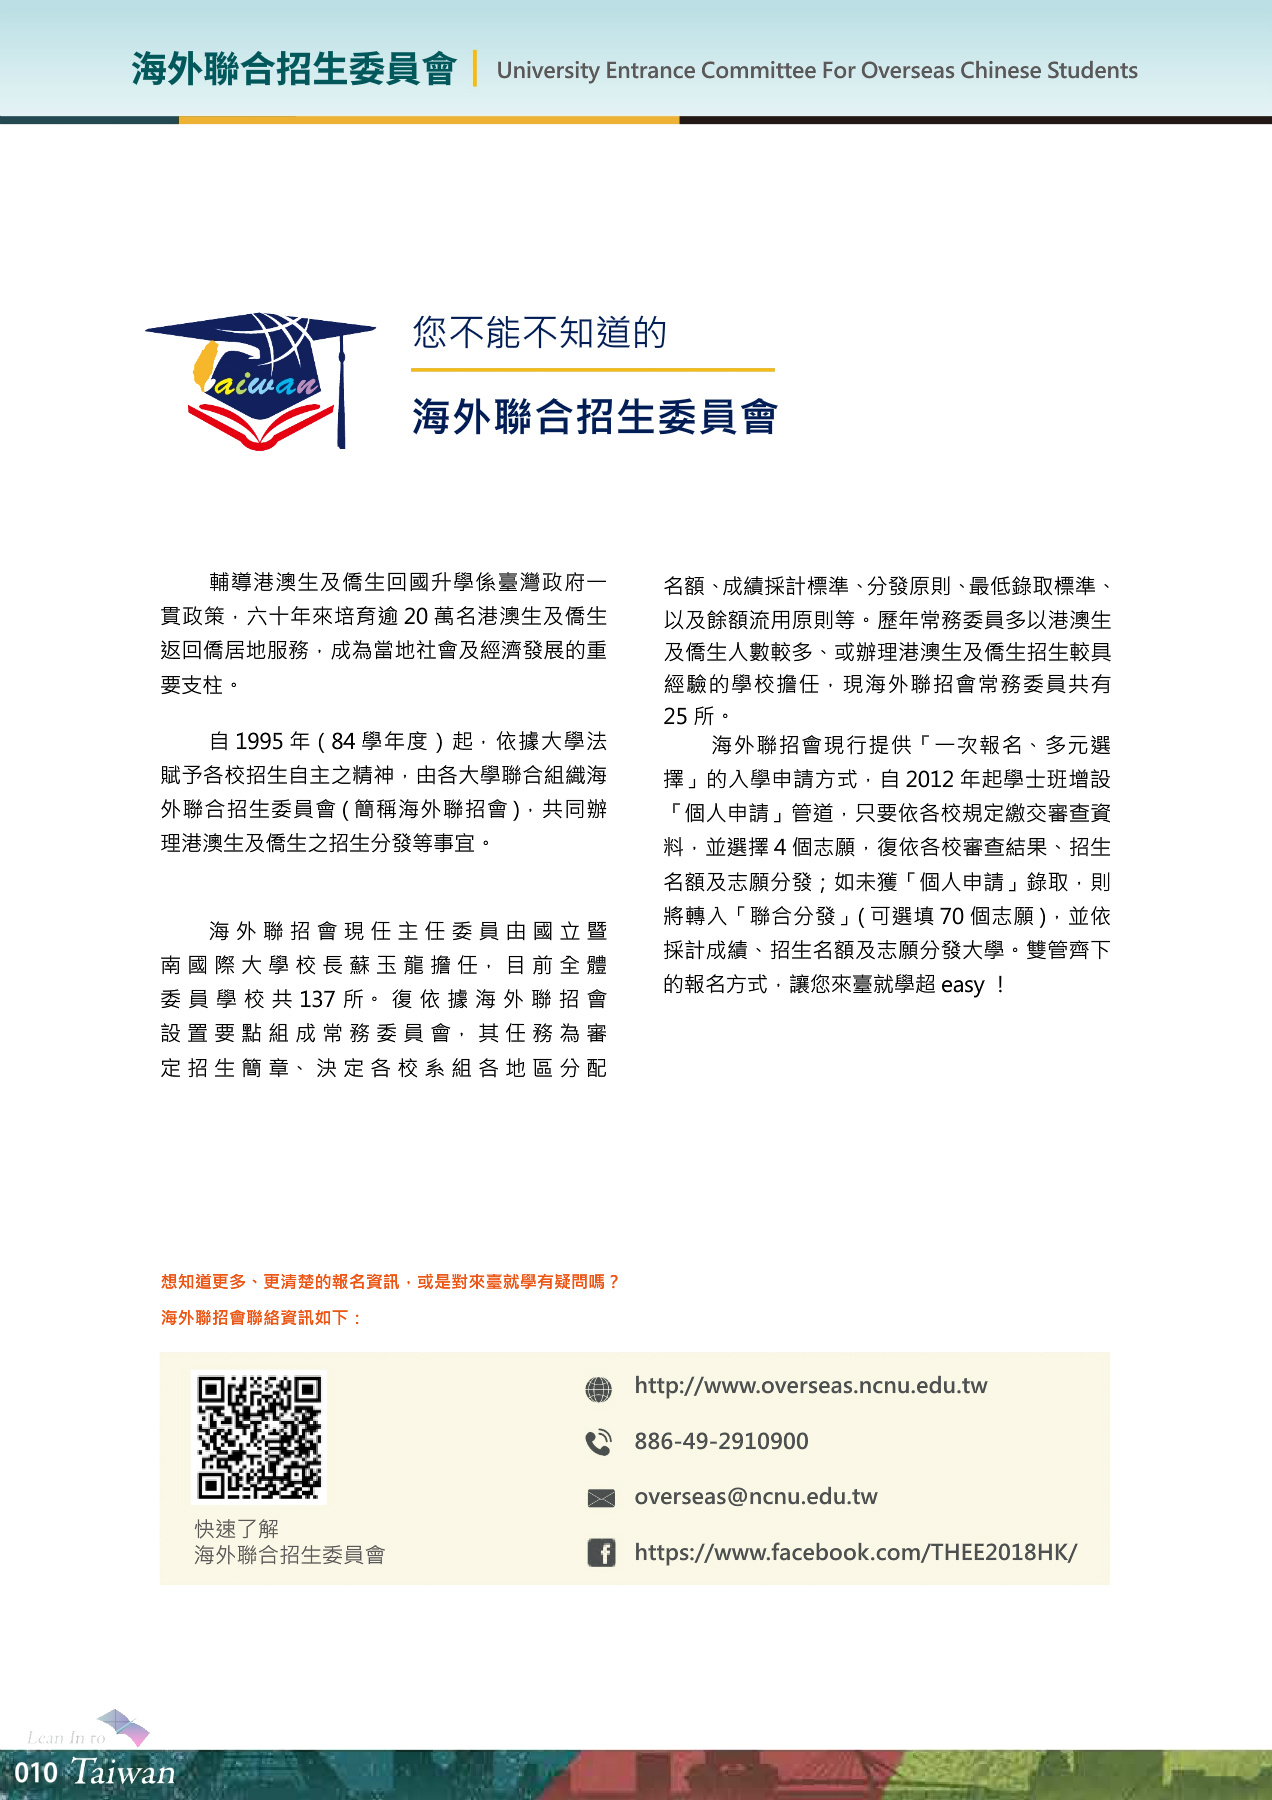 海外聯合招生委員會
University Entrance Committee For Overseas Chinese Students
Taiwan
您不能不知道的
海外聯合招生委員會
輔導港澳生及僑生回國升學係臺灣政府一
貫政策，六十年來培育逾 20 萬名港澳生及僑生
返回僑居地服務，成為當地社會及經濟發展的重
要支柱。
自 1995 年 ( 84 學年度 ) 起，依據大學法
賦予各校招生自主之精神，由各大學聯合組織海
外聯合招生委員會 ( 簡稱海外聯招會 )，共同辦
理港澳生及僑生之招生分發等事宜。
海外聯招會現任主任委員由國立暨
南國際大學校長蘇玉龍擔任，目前全體
委員學校共 137 所。復依據海外聯招會
設置要點組成常務委員會，其任務為審
定招生簡章、決定各校系組各地區分配
名額、成績採計標準、分發原則、最低錄取標準、
以及餘額流用原則等。歷年常務委員多以港澳生
及僑生人數較多、或辦理港澳生及僑生招生較具
經驗的學校擔任，現海外聯招會常務委員共有
25 所。
海外聯招會現行提供「一次報名、多元選
擇」的入學申請方式，自 2012 年起學士班增設
「個人申請」管道，只要依各校規定繳交審查資
料，並選擇 4 個志願，復依各校審查結果、招生
名額及志願分發；如未獲「個人申請」錄取，則
將轉入「聯合分發」( 可選填 70 個志願 )，並依
採計成績、招生名額及志願分發大學。雙管齊下
的報名方式，讓您來臺就學超 easy ！
想知道更多、更清楚的報名資訊，或是對來臺就學有疑問嗎？
海外聯招會聯絡資訊如下：
快速了解
海外聯合招生委員會
http://www.overseas.ncnu.edu.tw
886-49-2910900
overseas@ncnu.edu.tw
https://www.facebook.com/THEE2018HK/
Lean In to
010 Taiwan